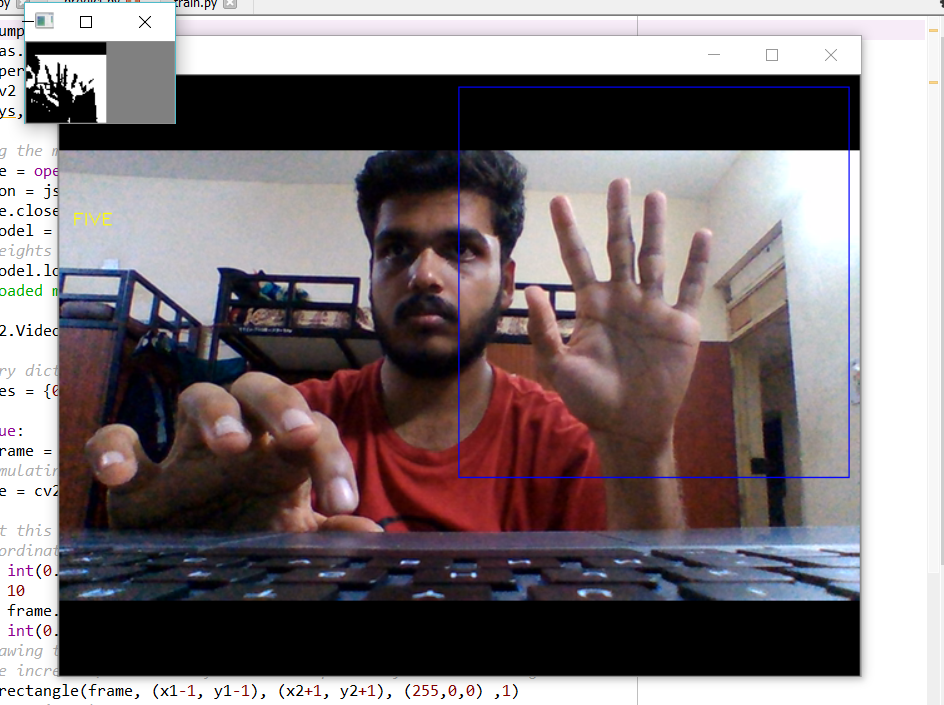 train.py
ump
as.
per
v2
ys,
g the m
e = ope
on = js
e.close
odel =
eights
odel.lo
oaded m
FIVE
2.Video
ry dict
es = {0
ue:
rame =
mulatin
e = cv2
t this
ordinat
int(0.
10
frame.
int(0.
awing t
e incre
rectangle(frame, (x1-1, y1-1), (x2+1, y2+1), (255,0,0) ,1)